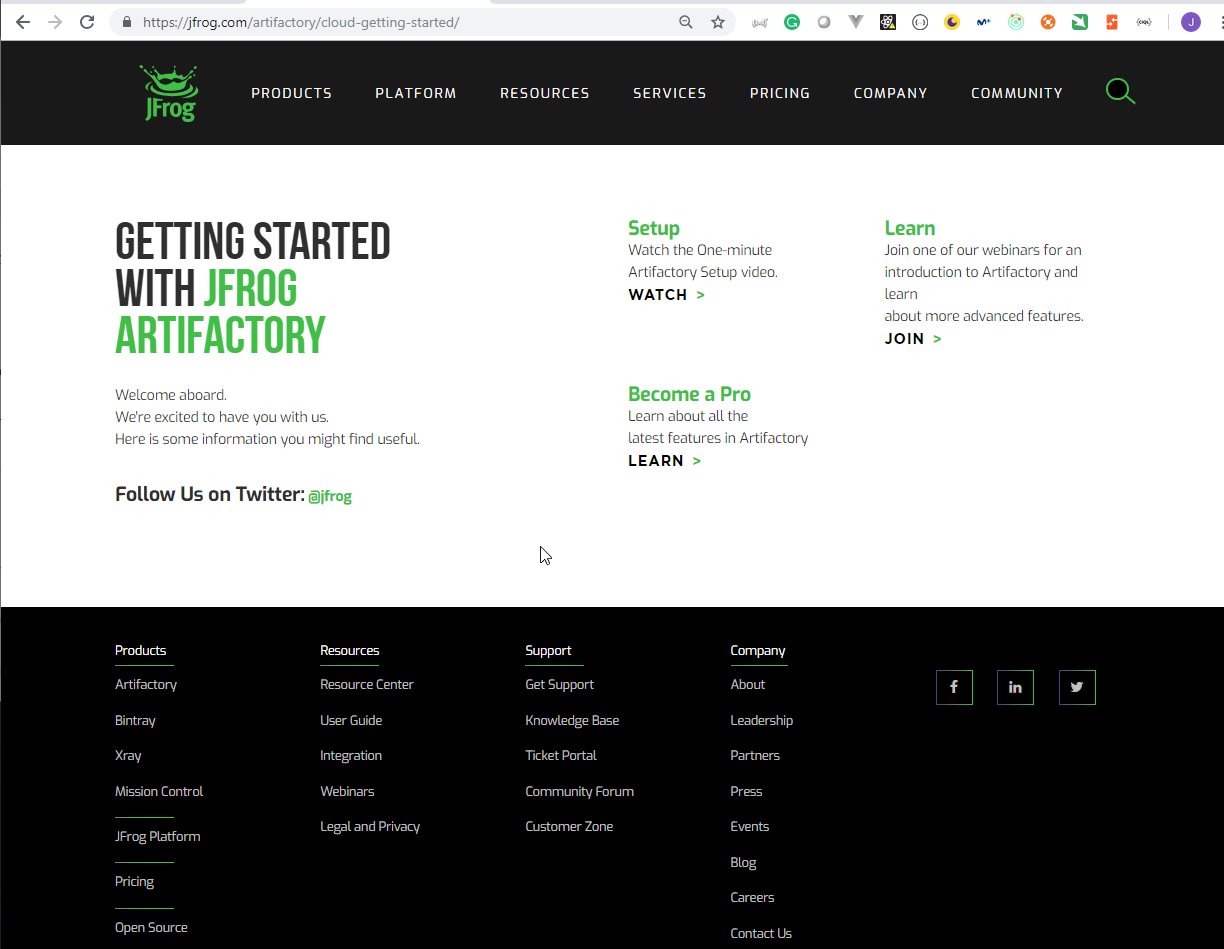 https://jfrog.com/artifactory/cloud-getting-started/
J
JFrog
PRODUCTS
PLATFORM
RESOURCES
SERVICES
PRICING
COMPANY
COMMUNITY
GETTING STARTED
WITH JFROG
ARTIFACTORY
Welcome aboard.
We're excited to have you with us.
Here is some information you might find useful.
Follow Us on Twitter: @jfrog
Setup
Watch the One-minute
Artifactory Setup video.
WATCH >
Learn
Join one of our webinars for an
introduction to Artifactory and
learn
about more advanced features.
JOIN >
Become a Pro
Learn about all the
latest features in Artifactory
LEARN >
Products
Artifactory
Bintray
Xray
Mission Control
JFrog Platform
Pricing
Open Source
Resources
Resource Center
User Guide
Integration
Webinars
Legal and Privacy
Support
Get Support
Knowledge Base
Ticket Portal
Community Forum
Customer Zone
Company
About
Leadership
Partners
Press
Events
Blog
Careers
Contact Us
f
in